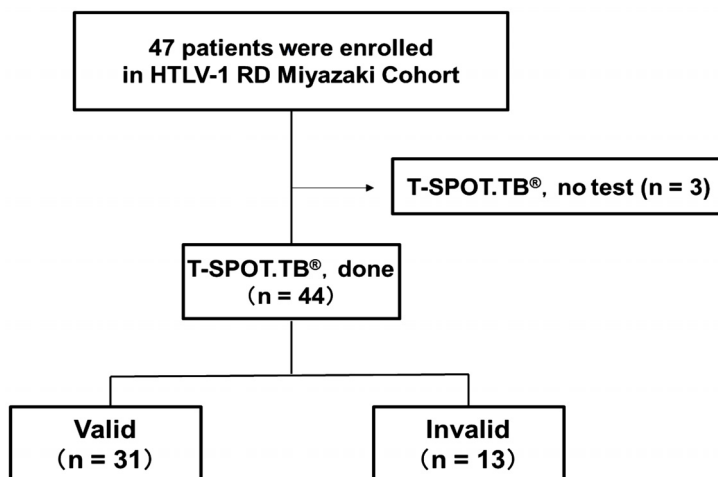 47 patients were enrolled
in HTLV-1 RD Miyazaki Cohort
T-SPOT.TB®, no test (n = 3)
T-SPOT.TB®, done
(n = 44)
Valid
(n = 31)
Invalid
(n = 13)